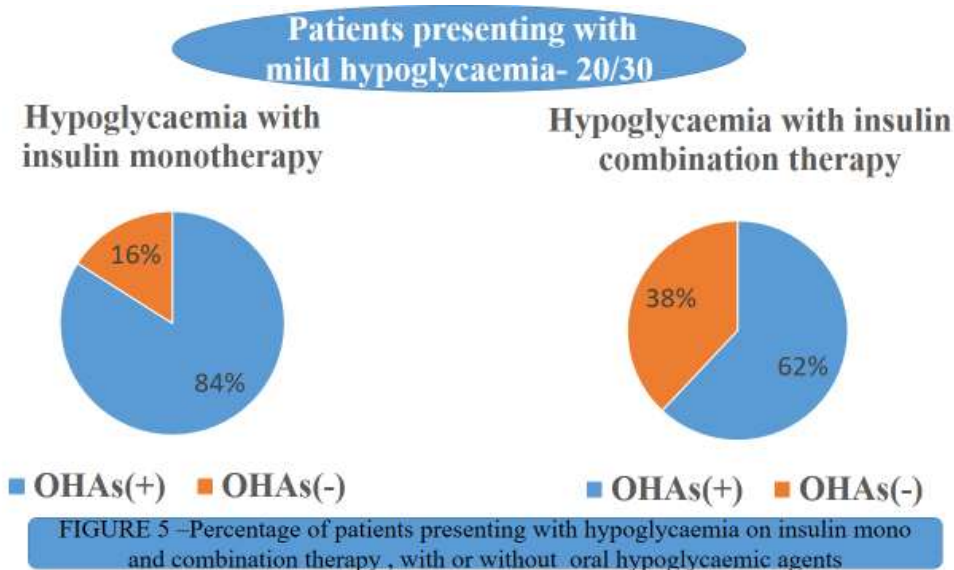 Patients presenting with
mild hypoglycaemia- 20/30
Hypoglycaemia with
insulin monotherapy
16%
84%
OHAs(+) OHAs(-)
Hypoglycaemia with insulin
combination therapy
38%
62%
OHAs(+) OHAs(-)
FIGURE 5 –Percentage of patients presenting with hypoglycaemia on insulin mono
and combination therapy , with or without oral hypoglycaemic agents